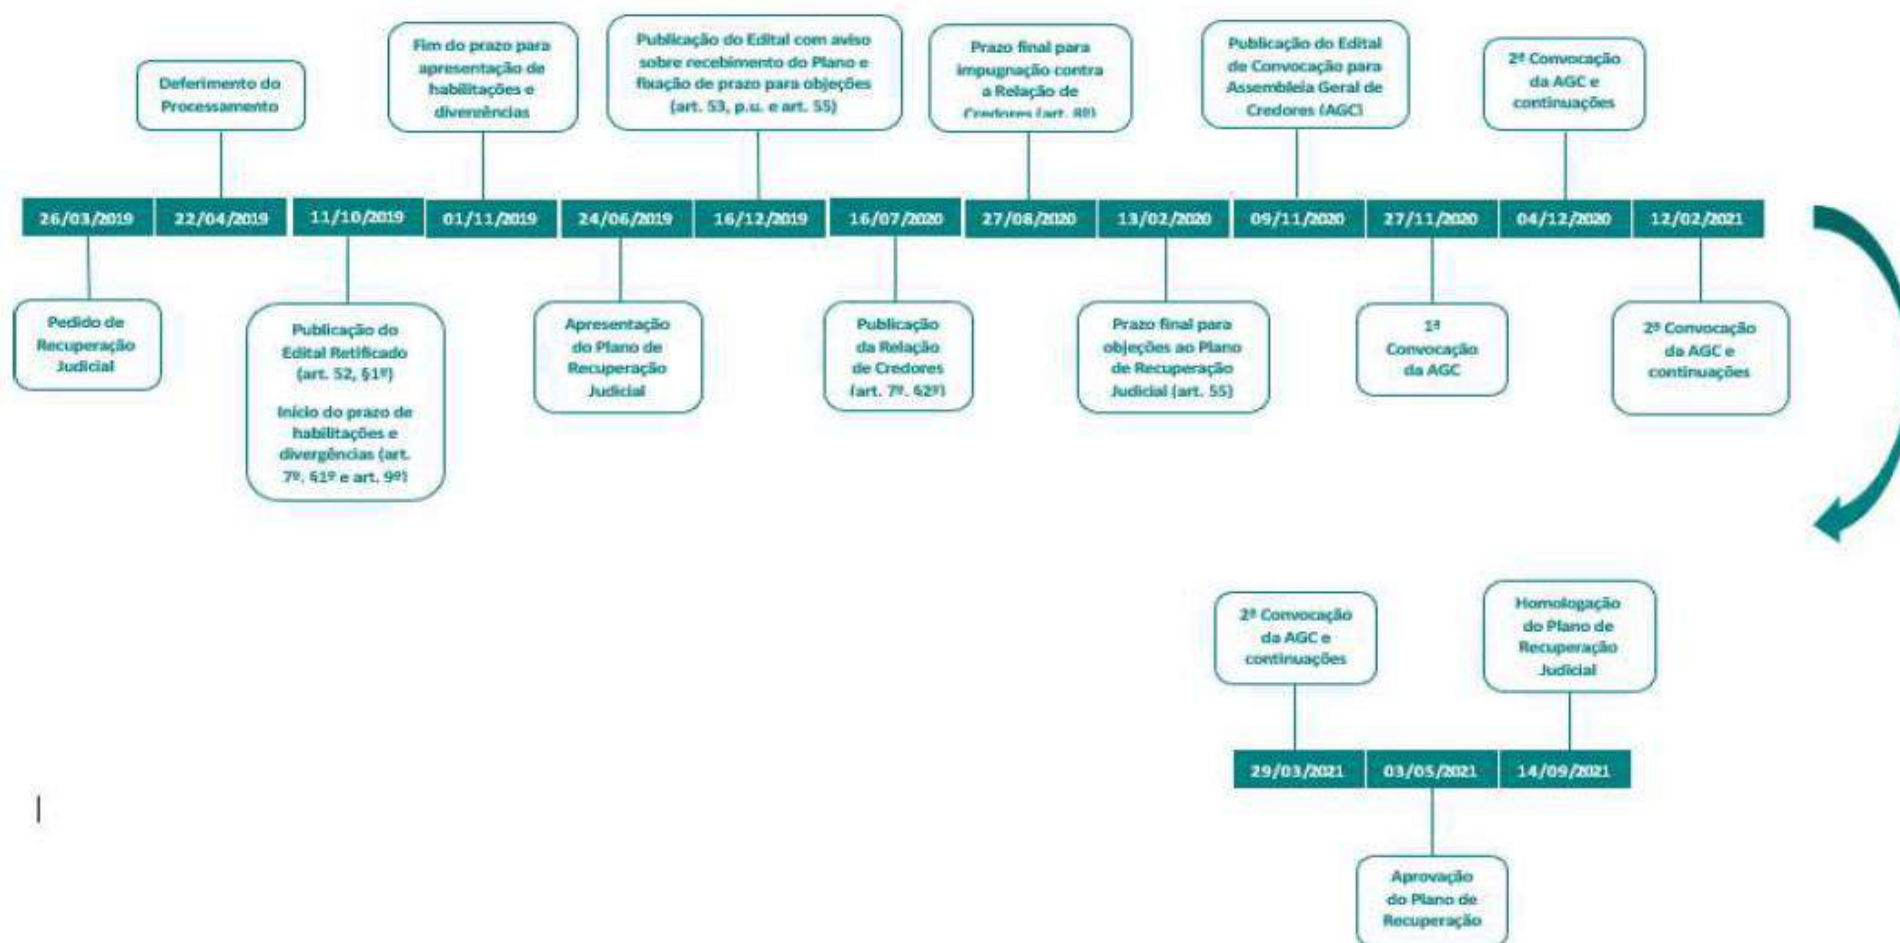 Deferimento do
Processamento
Fim do prazo para
apresentação de
habilitações e
divergências
Publicação do Edital com aviso
sobre recebimento do Plano e
fixação de prazo para objeções
(art. 53, p.u. e art. 55)
Prazo final para
impugnação contra
a Relação de
Credores (art. 8º)
Publicação do Edital
de Convocação para
Assembleia Geral de
Credores (AGC)
2ª Convocação
da AGC e
continuações
26/03/2019 22/04/2019 11/10/2019 01/11/2019 24/06/2019 16/12/2019 16/07/2020 27/08/2020 13/02/2020 09/11/2020 27/11/2020 04/12/2020 12/02/2021
Pedido de
Recuperação
Judicial
Publicação do
Edital Retificado
(art. 52, §1º)
Início do prazo de
habilitações e
divergências (art.
7º, §1º e art. 9º)
Apresentação
do Plano de
Recuperação
Judicial
Publicação
da Relação
de Credores
(art. 7º, §2º)
Prazo final para
objeções ao Plano
de Recuperação
Judicial (art. 55)
1ª
Convocação
da AGC
2ª Convocação
da AGC e
continuações
2ª Convocação
da AGC e
continuações
Homologação
do Plano de
Recuperação
Judicial
29/03/2021 03/05/2021 14/09/2021
Aprovação
do Plano de
Recuperação